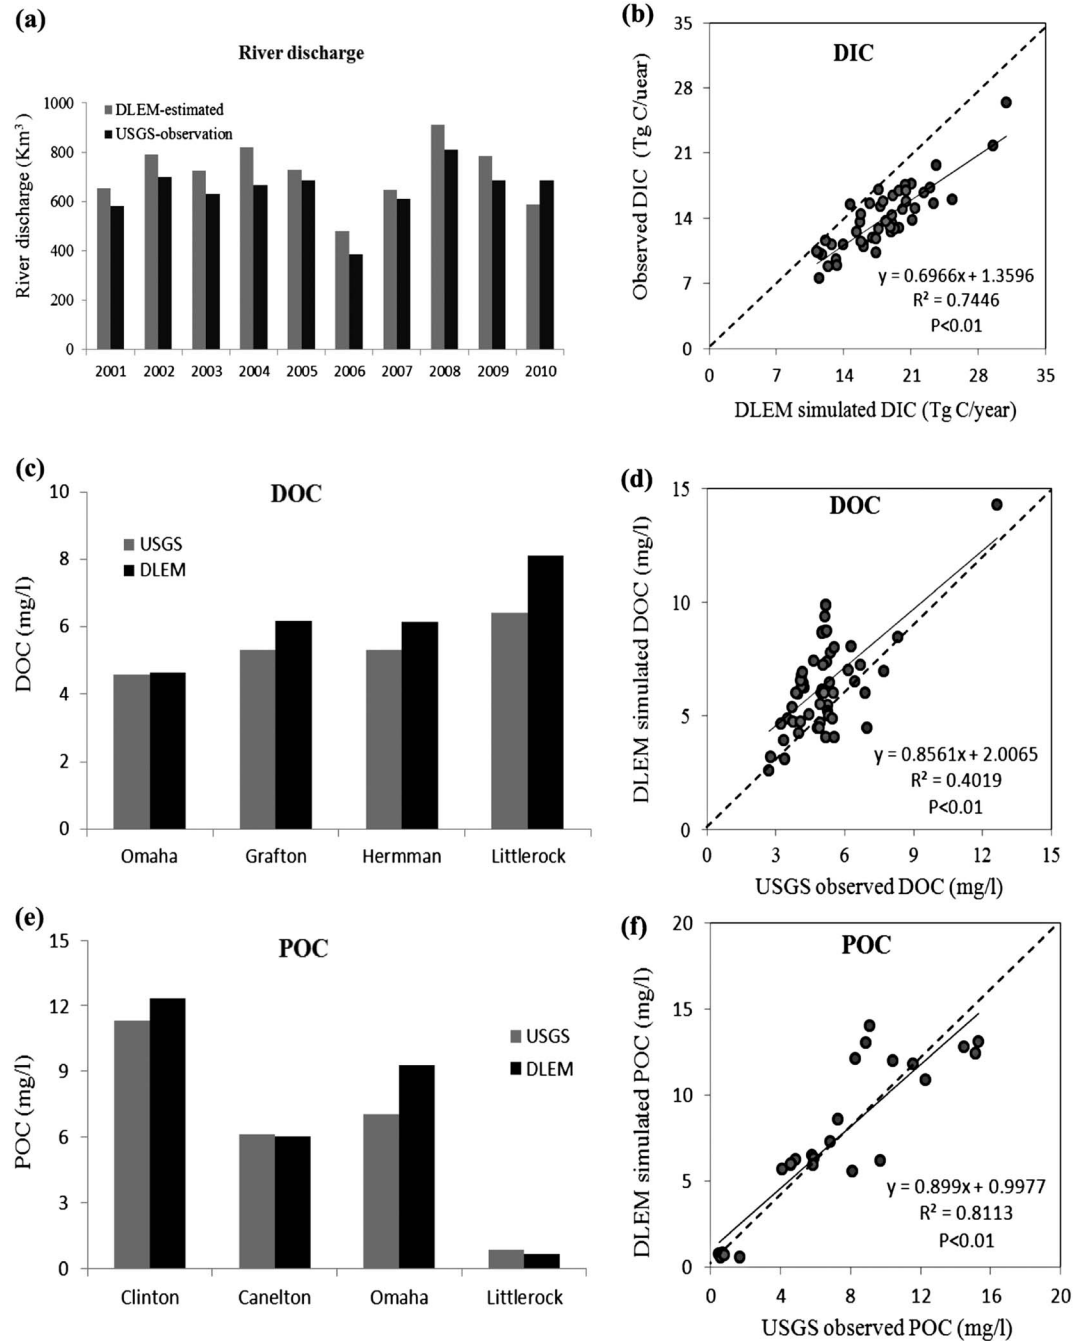 (a)
River discharge
River discharge (Km³ )
1000
800
600
400
200
0
DLEM-estimated
USGS-observation
2001 2002 2003 2004 2005 2006 2007 2008 2009 2010
(b)
DIC
Observed DIC (Tg C/uear)
35
28
21
14
7
0
y = 0.6966x + 1.3596
R² = 0.7446
P<0.01
0 7 14 21 28 35
DLEM simulated DIC (Tg C/year)
(c)
DOC
DOC (mg/l)
10
8
6
4
2
0
USGS
DLEM
Omaha Grafton Hermman Littlerock
(d)
DOC
DLEM simulated DOC (mg/l)
15
10
5
0
y = 0.8561x + 2.0065
R² = 0.4019
P<0.01
0 3 6 9 12 15
USGS observed DOC (mg/l)
(e)
POC
POC (mg/l)
15
12
9
6
3
0
USGS
DLEM
Clinton Canelton Omaha Littlerock
(f)
POC
DLEM simulated POC (mg/l)
20
15
10
5
0
y = 0.899x + 0.9977
R² = 0.8113
P<0.01
0 4 8 12 16 20
USGS observed POC (mg/l)